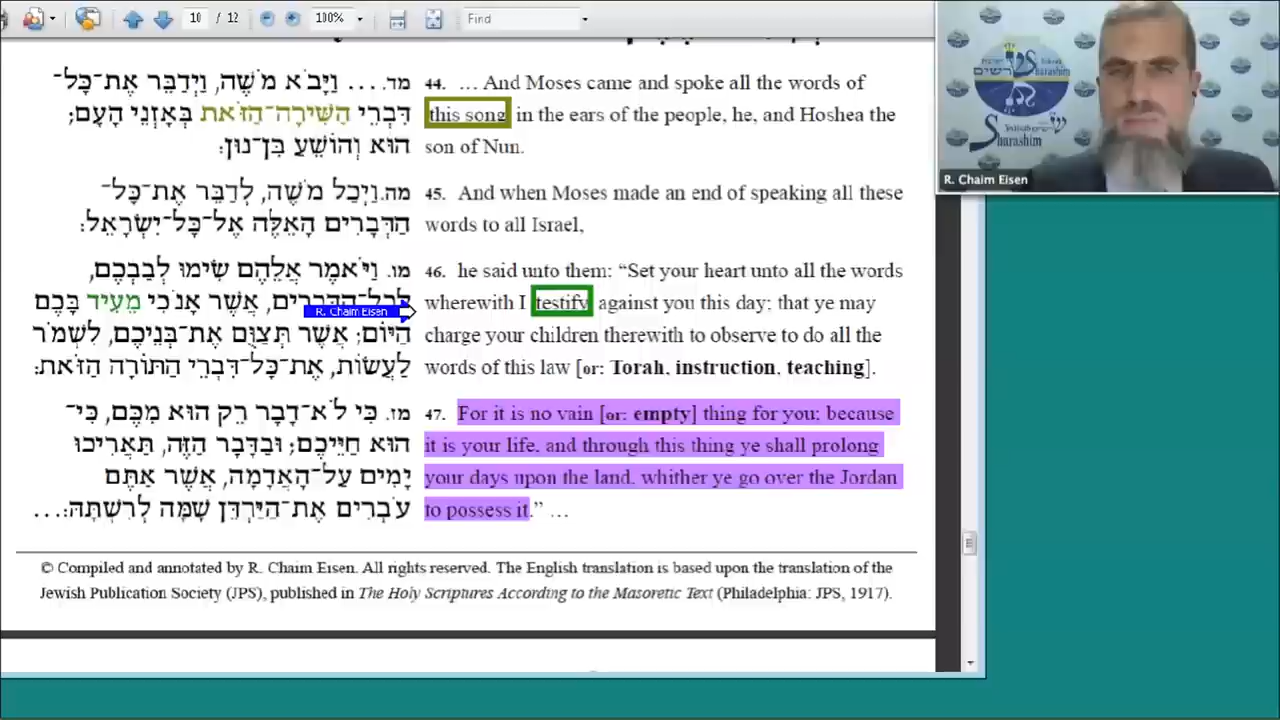 10 / 12
100%
Find
מד. ... וַיָּבֹא מֹשֶׁה, וַיְדַבֵּר אֶת־כָּל־
דִּבְרֵי הַשִּׁירָה־הַזֹּאת בְּאָזְנֵי הָעָם;
הוּא וְהוֹשֵׁעַ בִּן־נוּן:
44. ... And Moses came and spoke all the words of
this song in the ears of the people, he, and Hoshea the
son of Nun.
מה. וַיְכַל מֹשֶׁה, לְדַבֵּר אֶת־כָּל־
הַדְּבָרִים הָאֵלֶּה אֶל־כָּל־יִשְׂרָאֵל:
45. And when Moses made an end of speaking all these
words to all Israel,
מו. וַיֹּאמֶר אֲלֵהֶם שִׂימוּ לְבַבְכֶם,
לְכָל־הַדְּבָרִים, אֲשֶׁר אָנֹכִי מֵעִיד בָּכֶם
הַיּוֹם; אֲשֶׁר תְּצַוֻּם אֶת־בְּנֵיכֶם, לִשְׁמֹר
לַעֲשׂוֹת, אֶת־כָּל־דִּבְרֵי הַתּוֹרָה הַזֹּאת:
46. he said unto them: “Set your heart unto all the words
wherewith I testify against you this day; that ye may
charge your children therewith to observe to do all the
words of this law [or: Torah, instruction, teaching].
R. Chaim Eisen
מז. כִּי לֹא־דָבָר רֵק הוּא מִכֶּם, כִּי־
הוּא חַיֵּיכֶם; וּבַדָּבָר הַזֶּה, תַּאֲרִיכוּ
יָמִים עַל־הָאֲדָמָה, אֲשֶׁר אַתֶּם
עֹבְרִים אֶת־הַיַּרְדֵּן שָׁמָּה לְרִשְׁתָּהּ:...
47. For it is no vain [or: empty] thing for you; because
it is your life, and through this thing ye shall prolong
your days upon the land, whither ye go over the Jordan
to possess it.” ...
© Compiled and annotated by R. Chaim Eisen. All rights reserved. The English translation is based upon the translation of the
Jewish Publication Society (JPS), published in The Holy Scriptures According to the Masoretic Text (Philadelphia: JPS, 1917).
Sharashim
R. Chaim Eisen